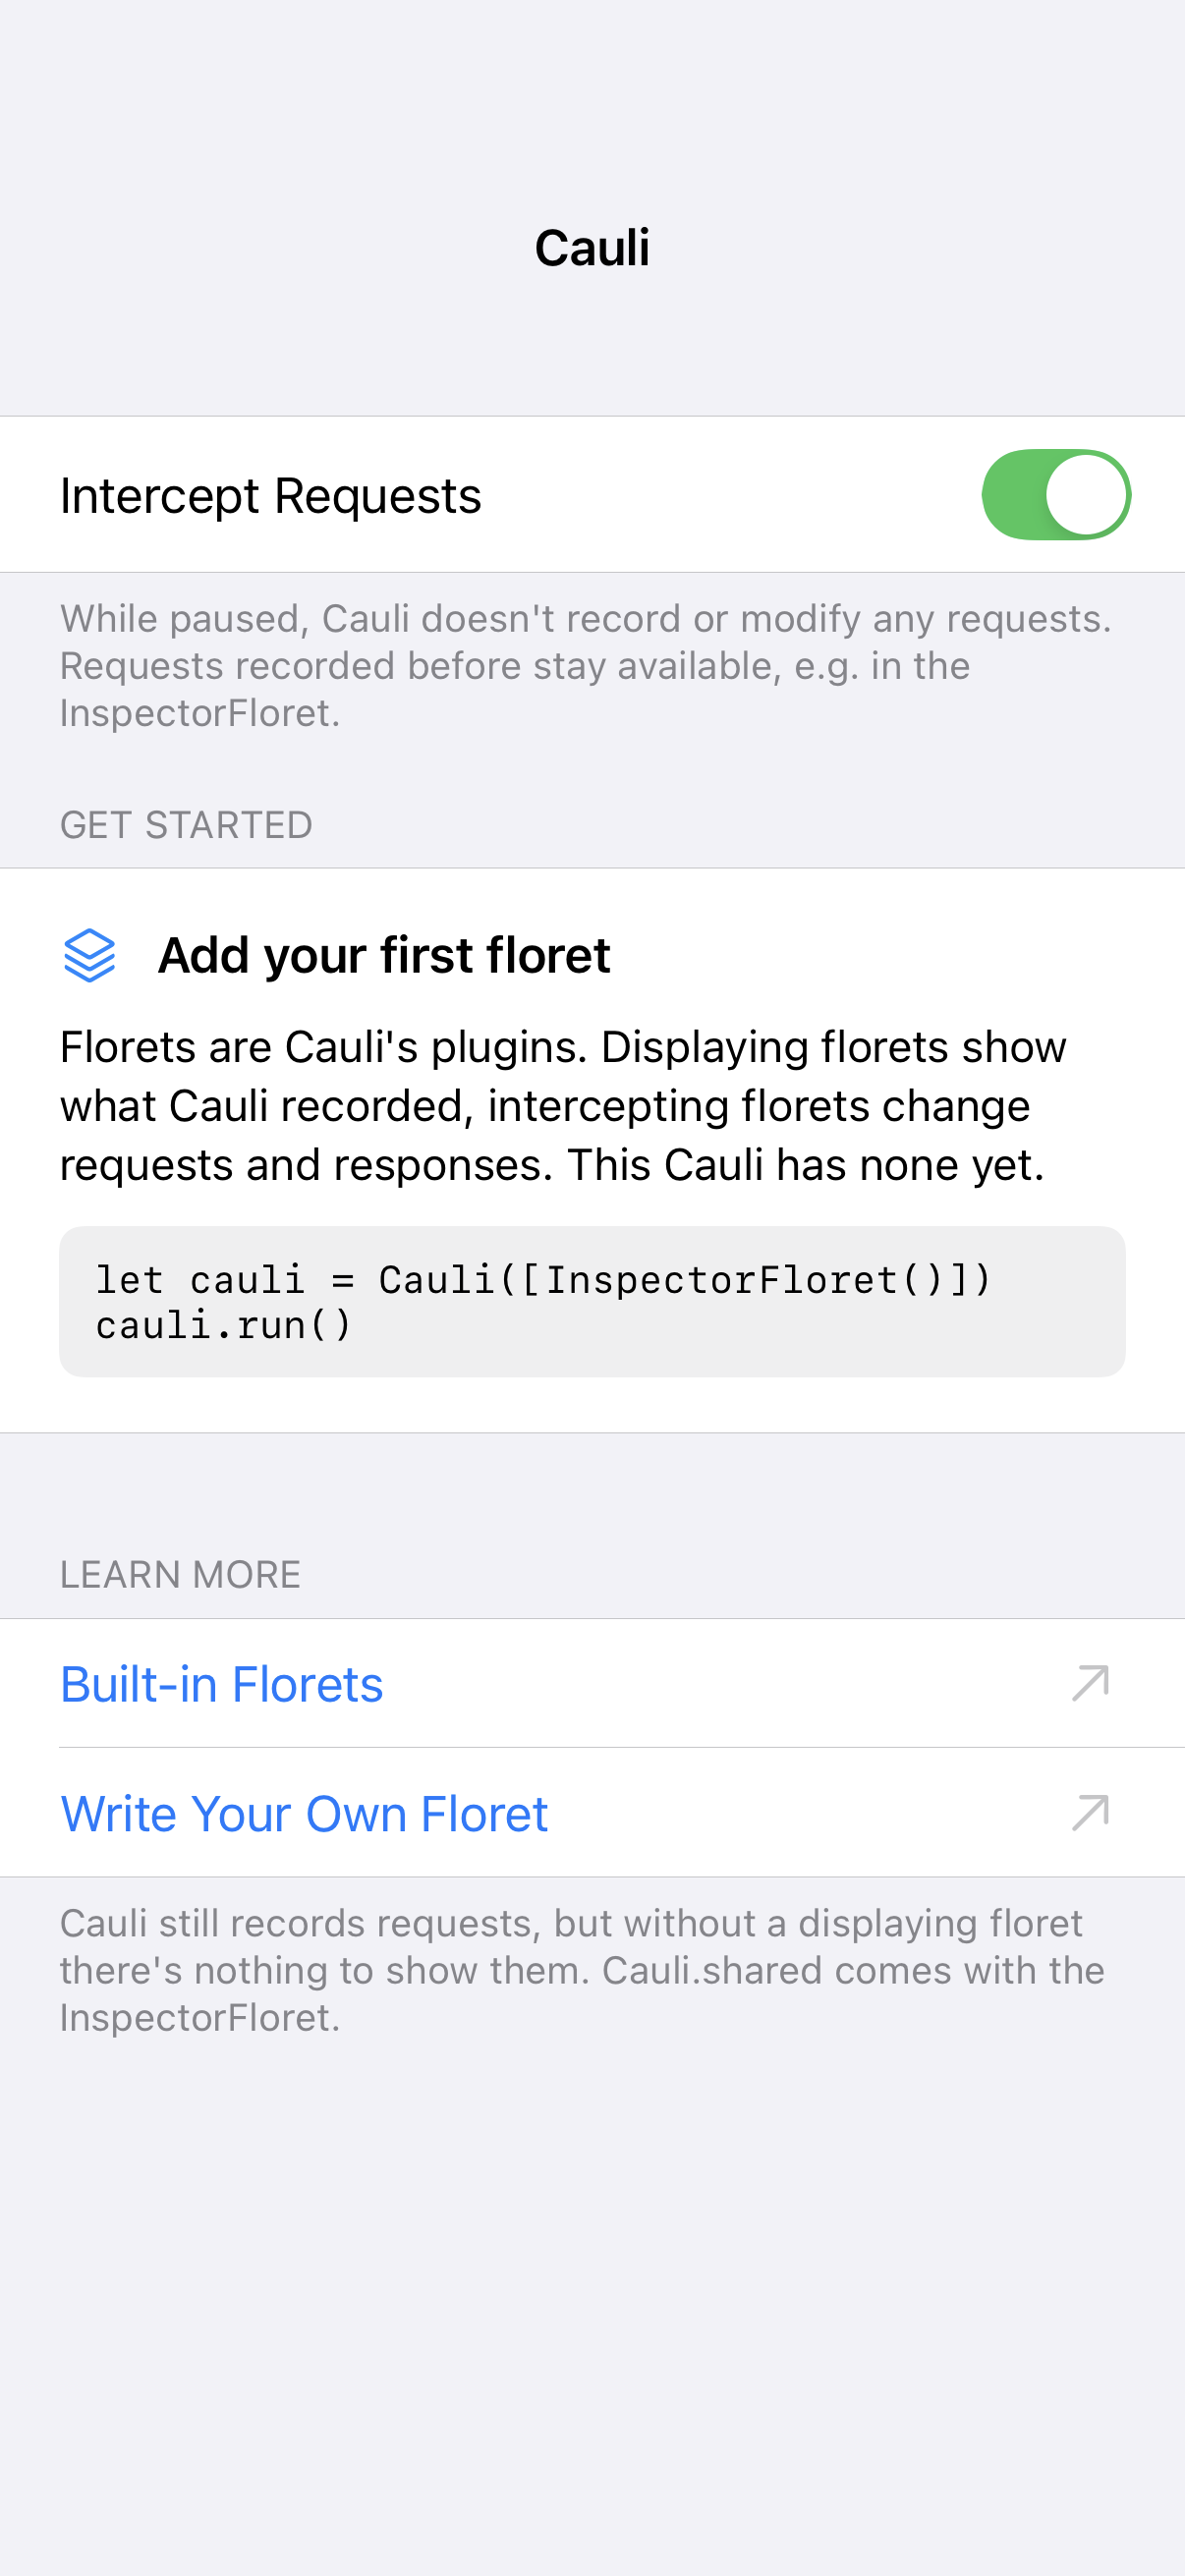 Cauli
Intercept Requests
While paused, Cauli doesn't record or modify any requests.
Requests recorded before stay available, e.g. in the
InspectorFloret.
GET STARTED
Add your first floret
Florets are Cauli's plugins. Displaying florets show
what Cauli recorded, intercepting florets change
requests and responses. This Cauli has none yet.
let cauli = Cauli([InspectorFloret()])
cauli.run()
LEARN MORE
Built-in Florets
Write Your Own Floret
Cauli still records requests, but without a displaying floret
there's nothing to show them. Cauli.shared comes with the
InspectorFloret.